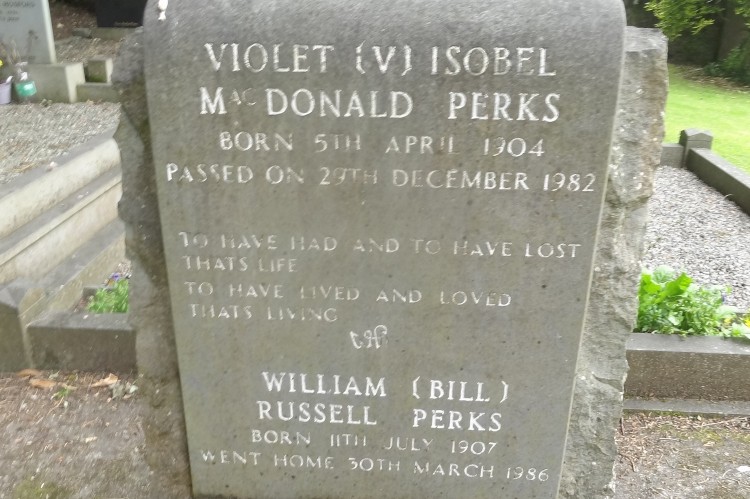 VIOLET (V) ISOBEL
MAC DONALD PERKS
BORN 5TH APRIL 1904
PASSED ON 29TH DECEMBER 1982
TO HAVE HAD AND TO HAVE LOST
THATS LIFE
TO HAVE LIVED AND LOVED
THATS LIVING
WILLIAM (BILL)
RUSSELL PERKS
BORN 11TH JULY 1907
WENT HOME 30TH MARCH 1986